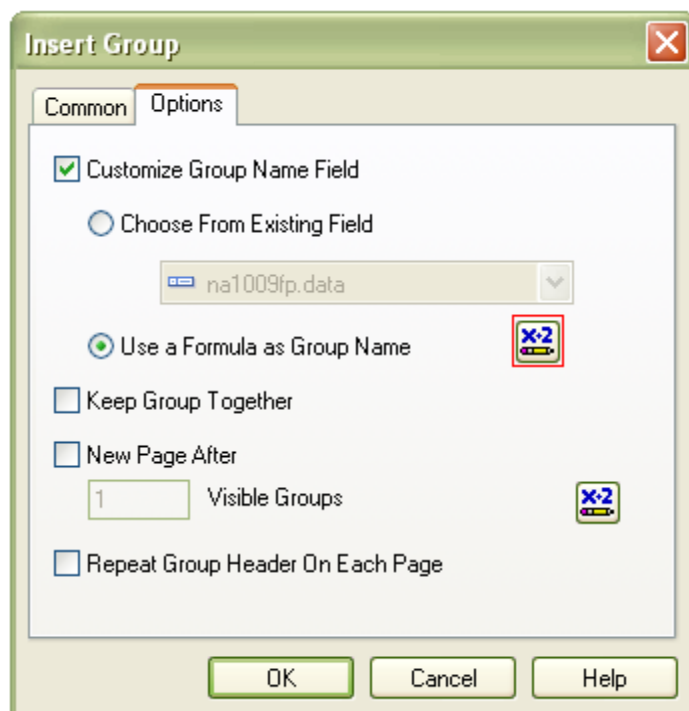 Insert Group
Common Options
Customize Group Name Field
Choose From Existing Field
na1009fp.data
Use a Formula as Group Name X+2
Keep Group Together
New Page After
1 Visible Groups X+2
Repeat Group Header On Each Page
OK Cancel Help